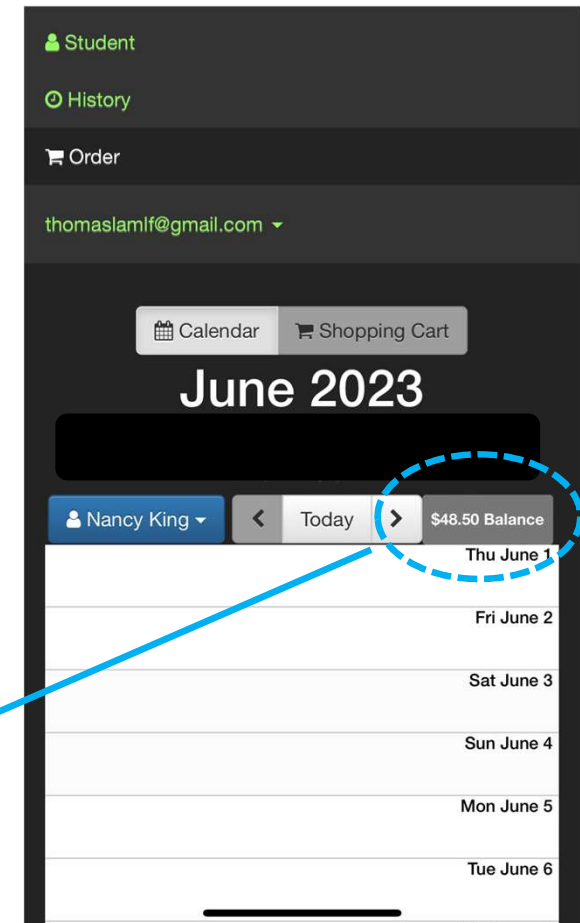 Student
History
Order
thomaslamlf@gmail.com
Calendar Shopping Cart
June 2023
Nancy King Today $48.50 Balance
Thu June 1
Fri June 2
Sat June 3
Sun June 4
Mon June 5
Tue June 6